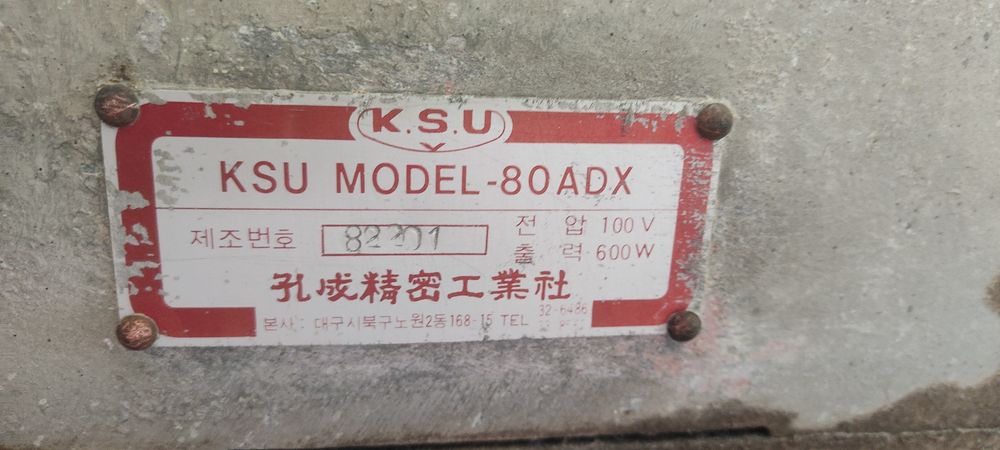 K.S.U
KSU MODEL-80ADX
제조번호 82201 전 압 100V
출 력 600W
孔成精密工業社
본사: 대구시북구노원2동168-15 TEL 32-6486